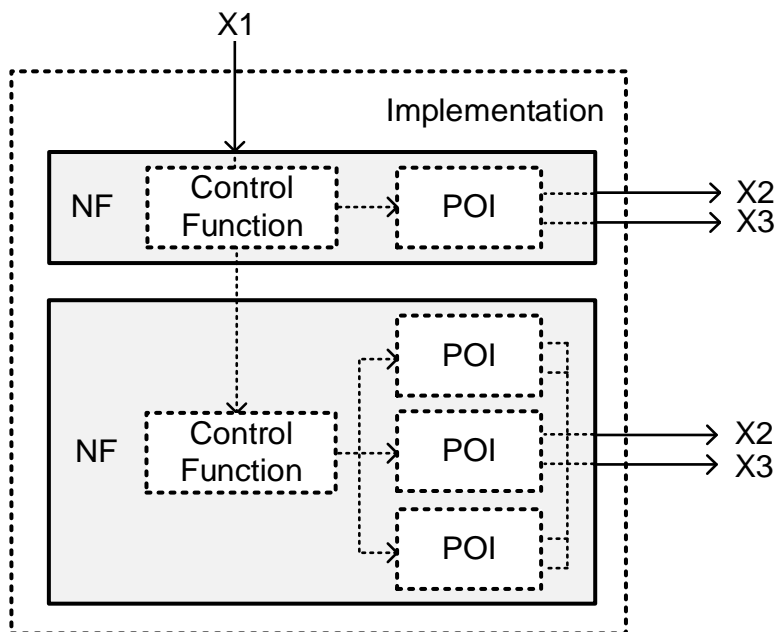 X1
Implementation
NF
Control
Function
POI
X2
X3
POI
NF
Control
Function
POI
X2
X3
POI